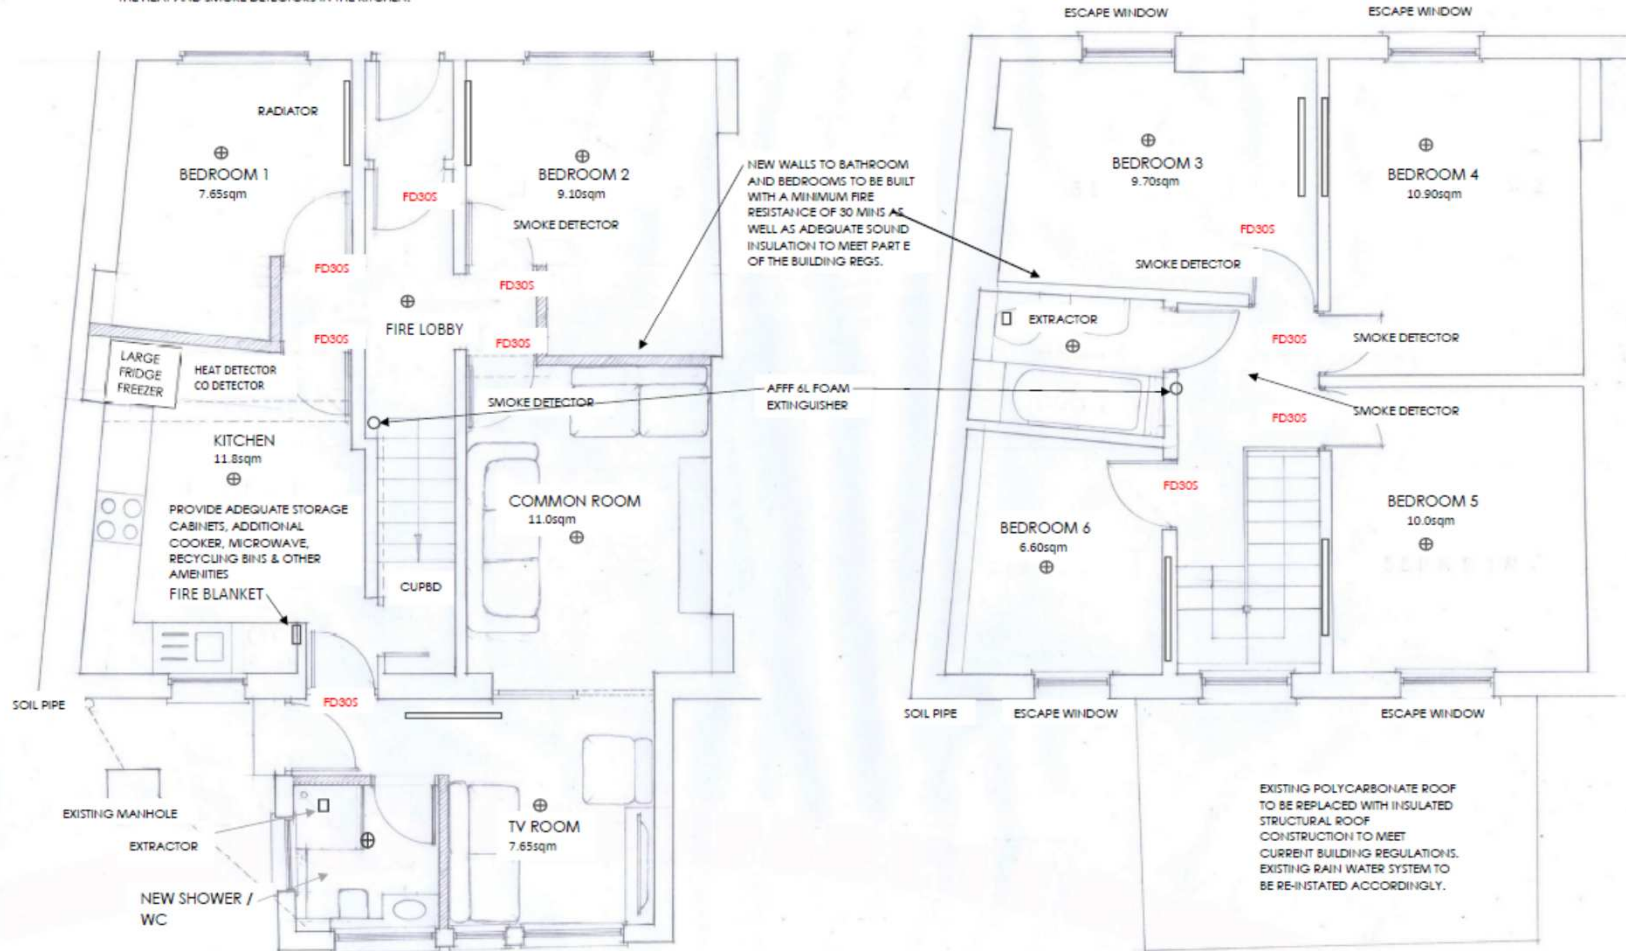 THE HEAT AND SMOKE DETECTORS IN THE KITCHEN.
RADIATOR
BEDROOM 1
7.65sqm
FD30S
FD30S
FD30S
BEDROOM 2
9.10sqm
SMOKE DETECTOR
FD30S
FD30S
FIRE LOBBY
NEW WALLS TO BATHROOM
AND BEDROOMS TO BE BUILT
WITH A MINIMUM FIRE
RESISTANCE OF 30 MINS AS
WELL AS ADEQUATE SOUND
INSULATION TO MEET PART E
OF THE BUILDING REGS.
LARGE
FRIDGE
FREEZER
HEAT DETECTOR
CO DETECTOR
SMOKE DETECTOR
AFFF 6L FOAM
EXTINGUISHER
KITCHEN
11.8sqm
PROVIDE ADEQUATE STORAGE
CABINETS, ADDITIONAL
COOKER, MICROWAVE,
RECYCLING BINS & OTHER
AMENITIES
FIRE BLANKET
CUPBD
COMMON ROOM
11.0sqm
SOIL PIPE
FD30S
EXISTING MANHOLE
EXTRACTOR
NEW SHOWER /
WC
TV ROOM
7.65sqm
ESCAPE WINDOW
ESCAPE WINDOW
BEDROOM 3
9.70sqm
FD30S
SMOKE DETECTOR
BEDROOM 4
10.90sqm
EXTRACTOR
FD30S
SMOKE DETECTOR
SMOKE DETECTOR
FD30S
FD30S
BEDROOM 5
10.0sqm
BEDROOM 6
6.60sqm
SOIL PIPE
ESCAPE WINDOW
ESCAPE WINDOW
EXISTING POLYCARBONATE ROOF
TO BE REPLACED WITH INSULATED
STRUCTURAL ROOF
CONSTRUCTION TO MEET
CURRENT BUILDING REGULATIONS.
EXISTING RAIN WATER SYSTEM TO
BE RE-INSTATED ACCORDINGLY.